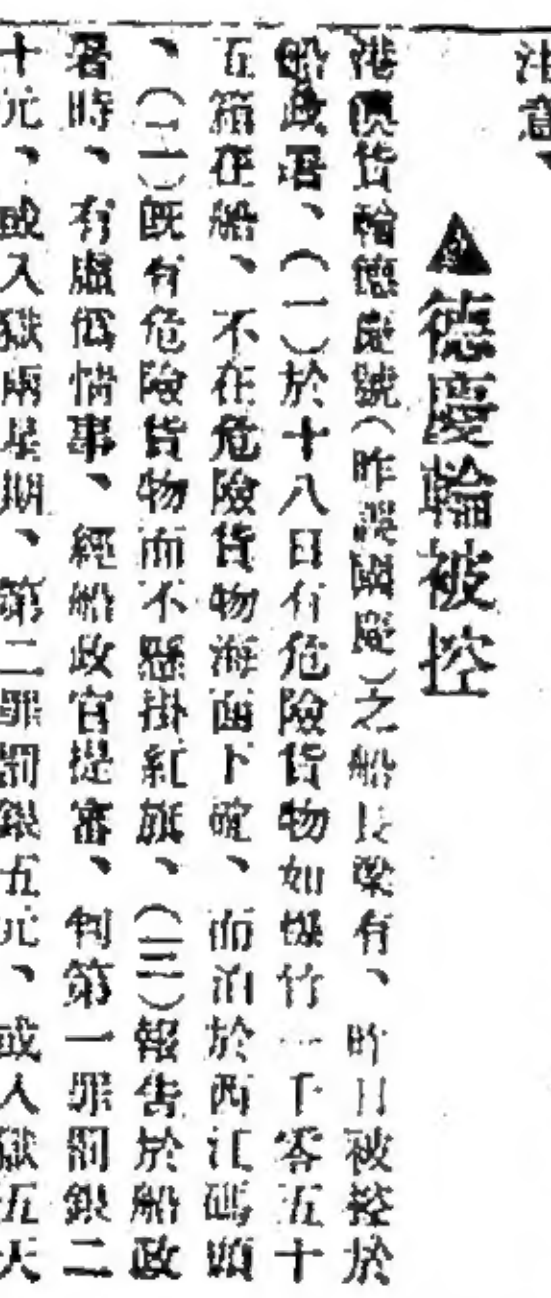 注意、
▲德慶輪被控
港澳貨輪德慶號(昨誤國慶)之船長梁有、昨日被控於
船政署、(一)於十八日有危險貨物如爆竹一千零五十
五箱在船、不在危險貨物海面下碇、而泊於西江碼頭
、(二)既有危險貨物而不懸掛紅旗、(三)報告於船政
署時、有虛偽情事、經船政官提審、判第一罪罰銀二
十元、或入獄兩星期、第二罪罰銀五元、或入獄五天